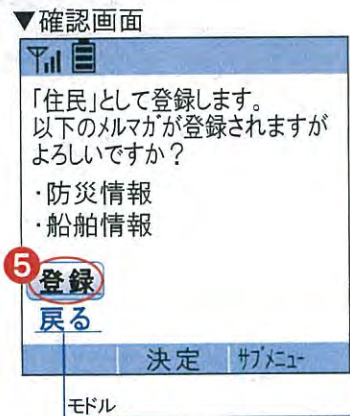 ▼確認画面
「住民」として登録します。
以下のメルマガが登録されますが
よろしいですか？
・防災情報
・船舶情報
5
登録
戻る
決定 サブメニュー
モドル